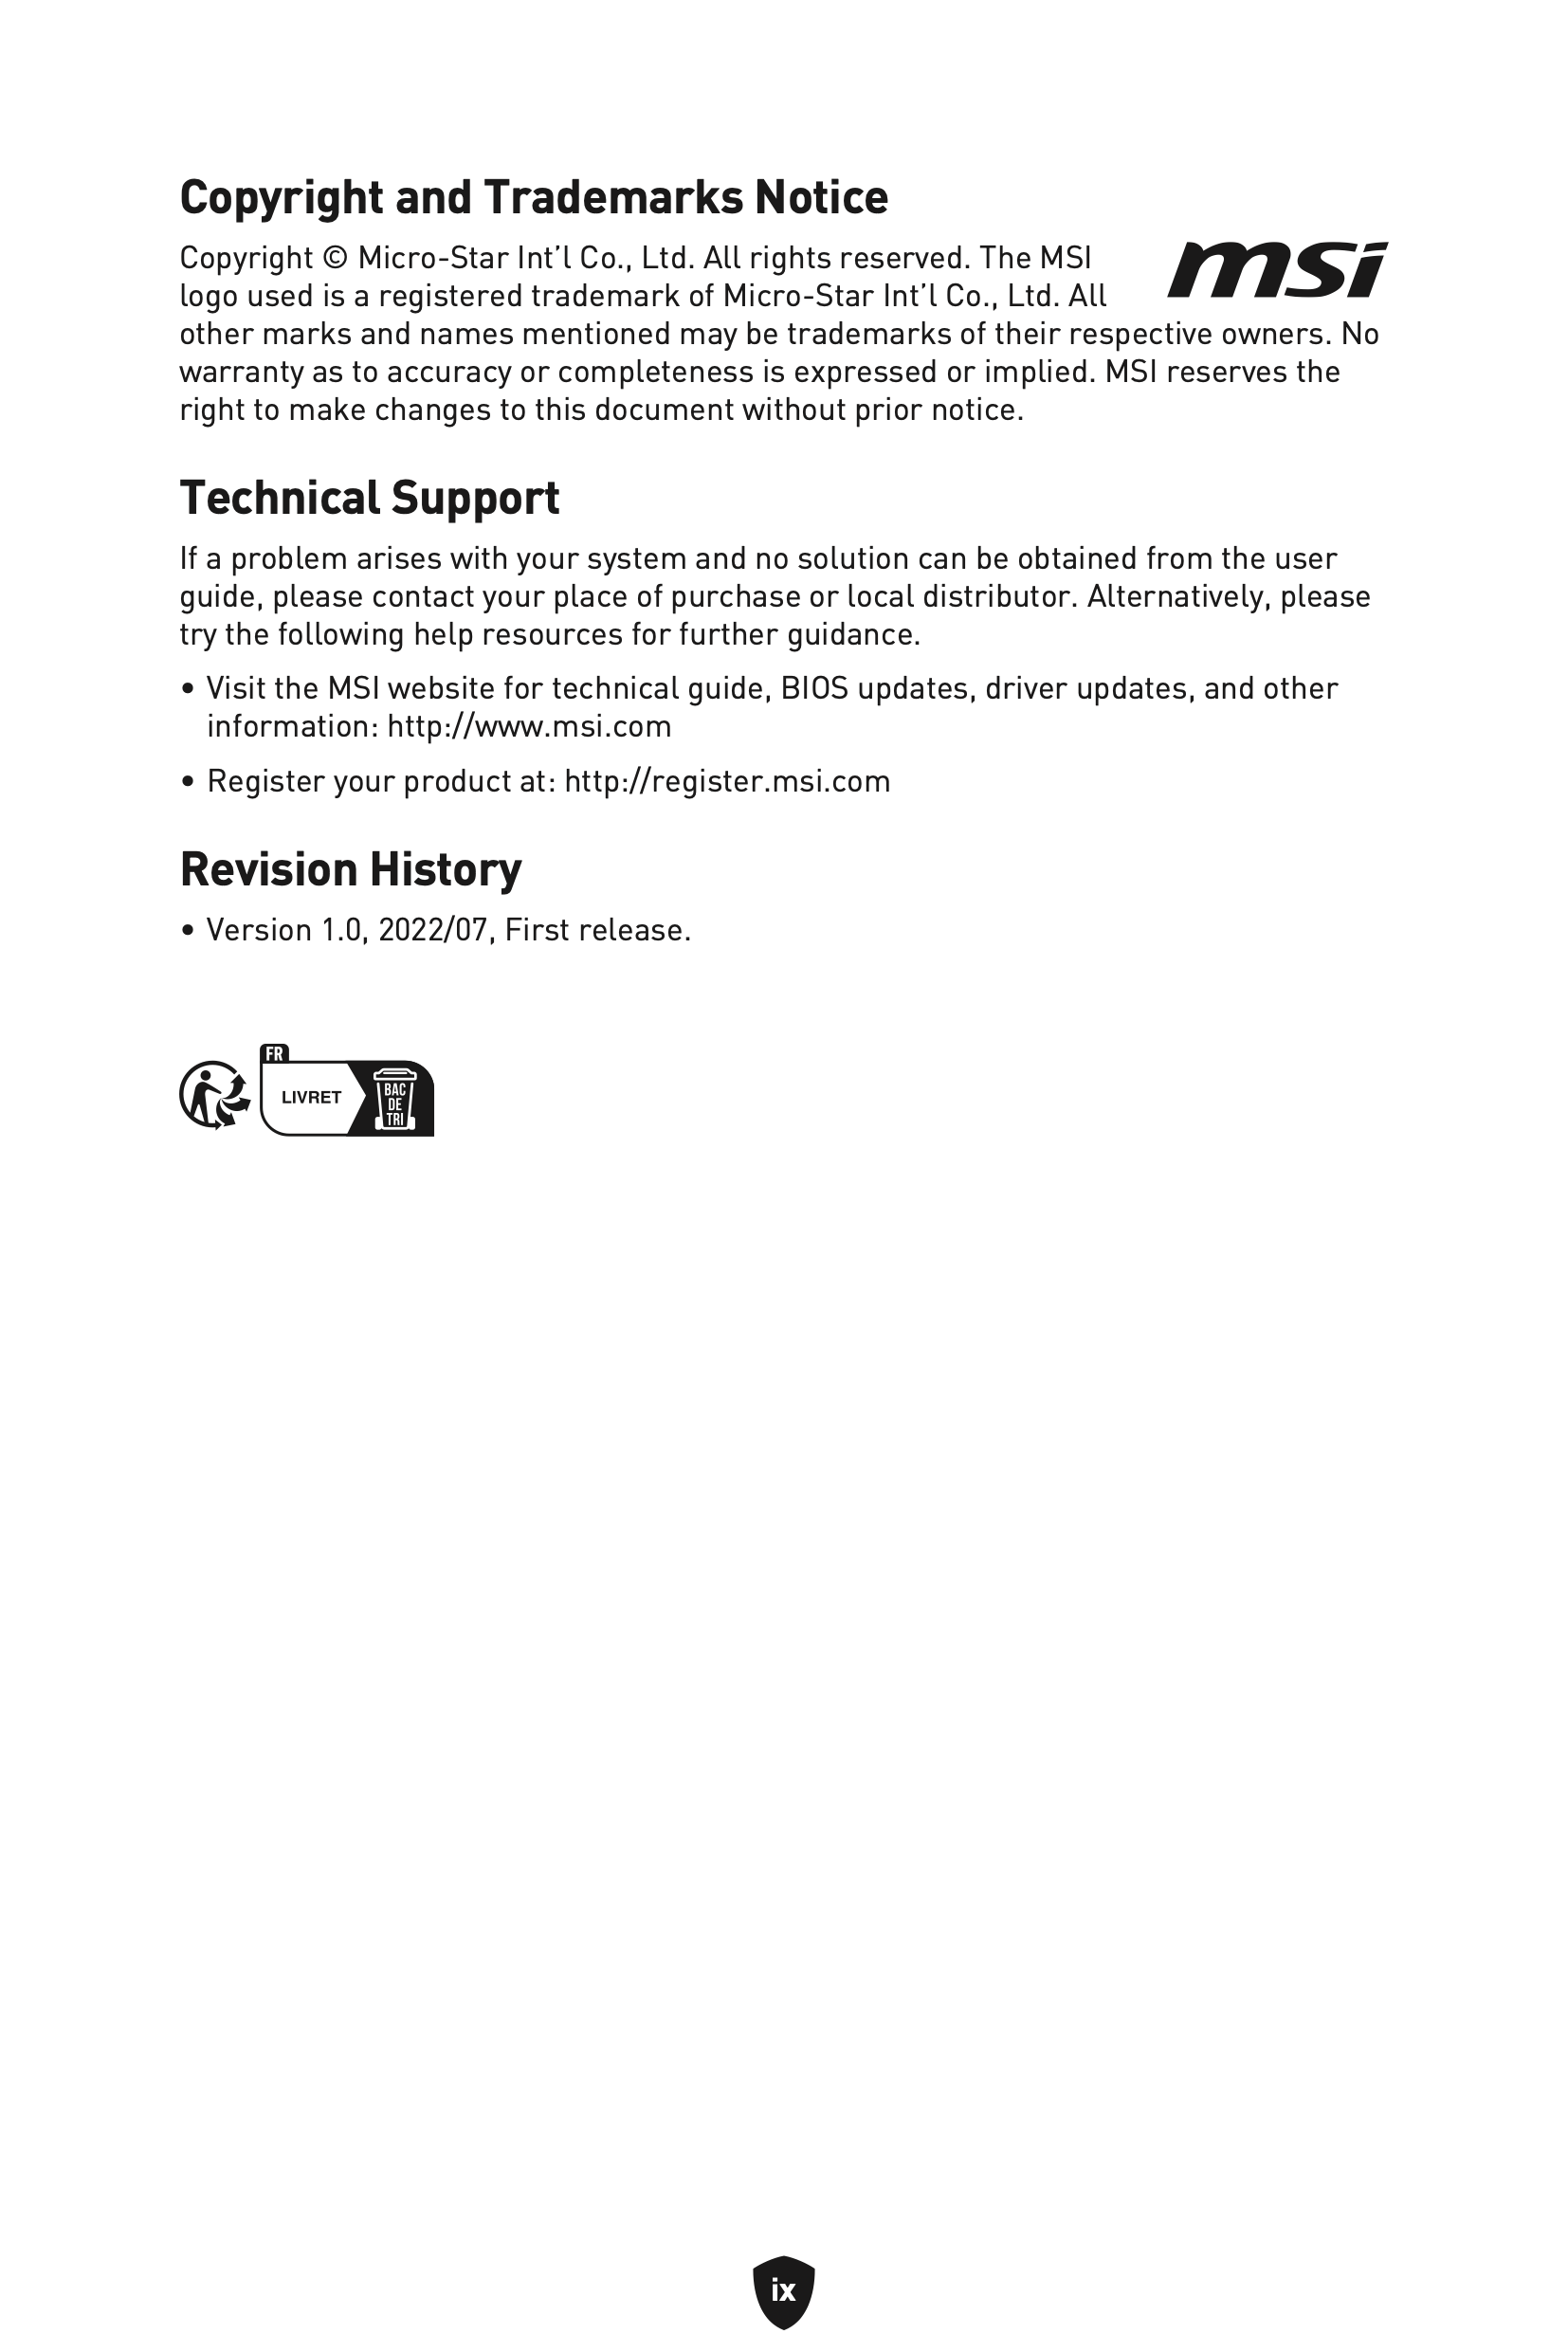 Copyright and Trademarks Notice
Copyright © Micro-Star Int’l Co., Ltd. All rights reserved. The MSI
logo used is a registered trademark of Micro-Star Int’l Co., Ltd. All
other marks and names mentioned may be trademarks of their respective owners. No
warranty as to accuracy or completeness is expressed or implied. MSI reserves the
right to make changes to this document without prior notice.
msi
Technical Support
If a problem arises with your system and no solution can be obtained from the user
guide, please contact your place of purchase or local distributor. Alternatively, please
try the following help resources for further guidance.
• Visit the MSI website for technical guide, BIOS updates, driver updates, and other
information: http://www.msi.com
• Register your product at: http://register.msi.com
Revision History
• Version 1.0, 2022/07, First release.
FR
LIVRET
BAC
DE
TRI
ix